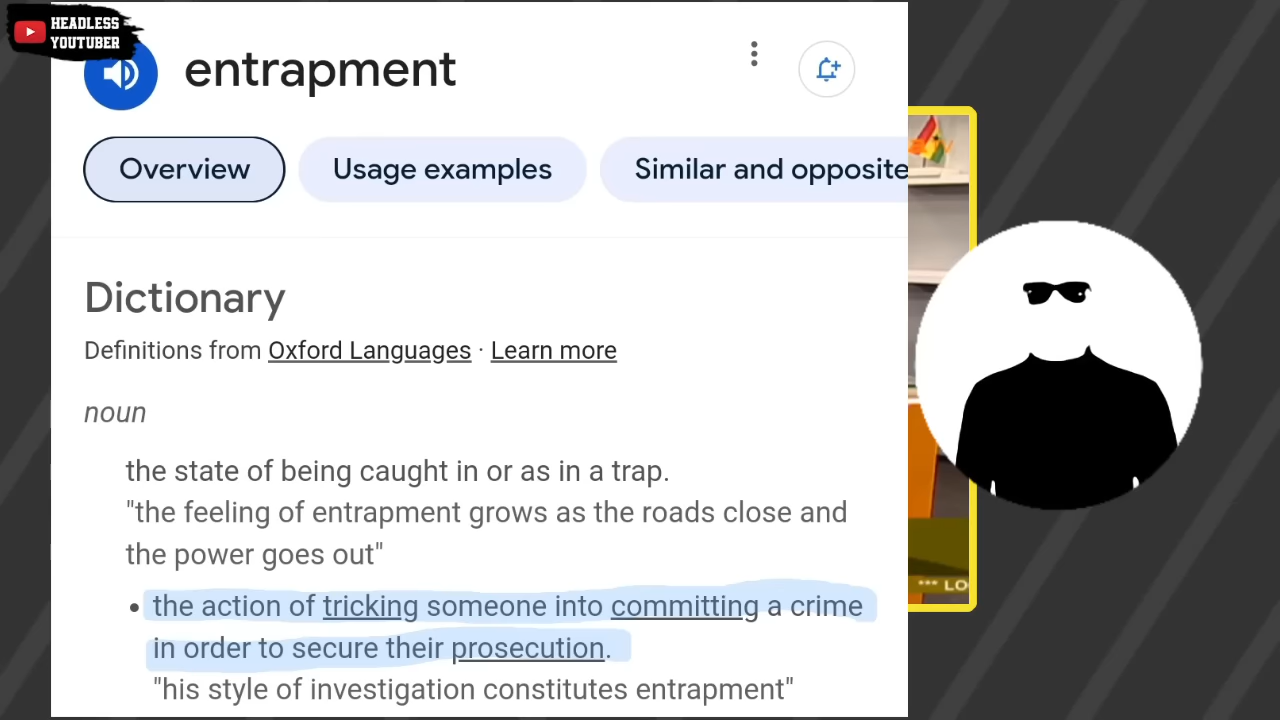 HEADLESS
YOUTUBER
entrapment
Overview
Usage examples
Similar and opposite
Dictionary
Definitions from Oxford Languages · Learn more
noun
the state of being caught in or as in a trap.
"the feeling of entrapment grows as the roads close and
the power goes out"
• the action of tricking someone into committing a crime
in order to secure their prosecution.
"his style of investigation constitutes entrapment"
*** LO